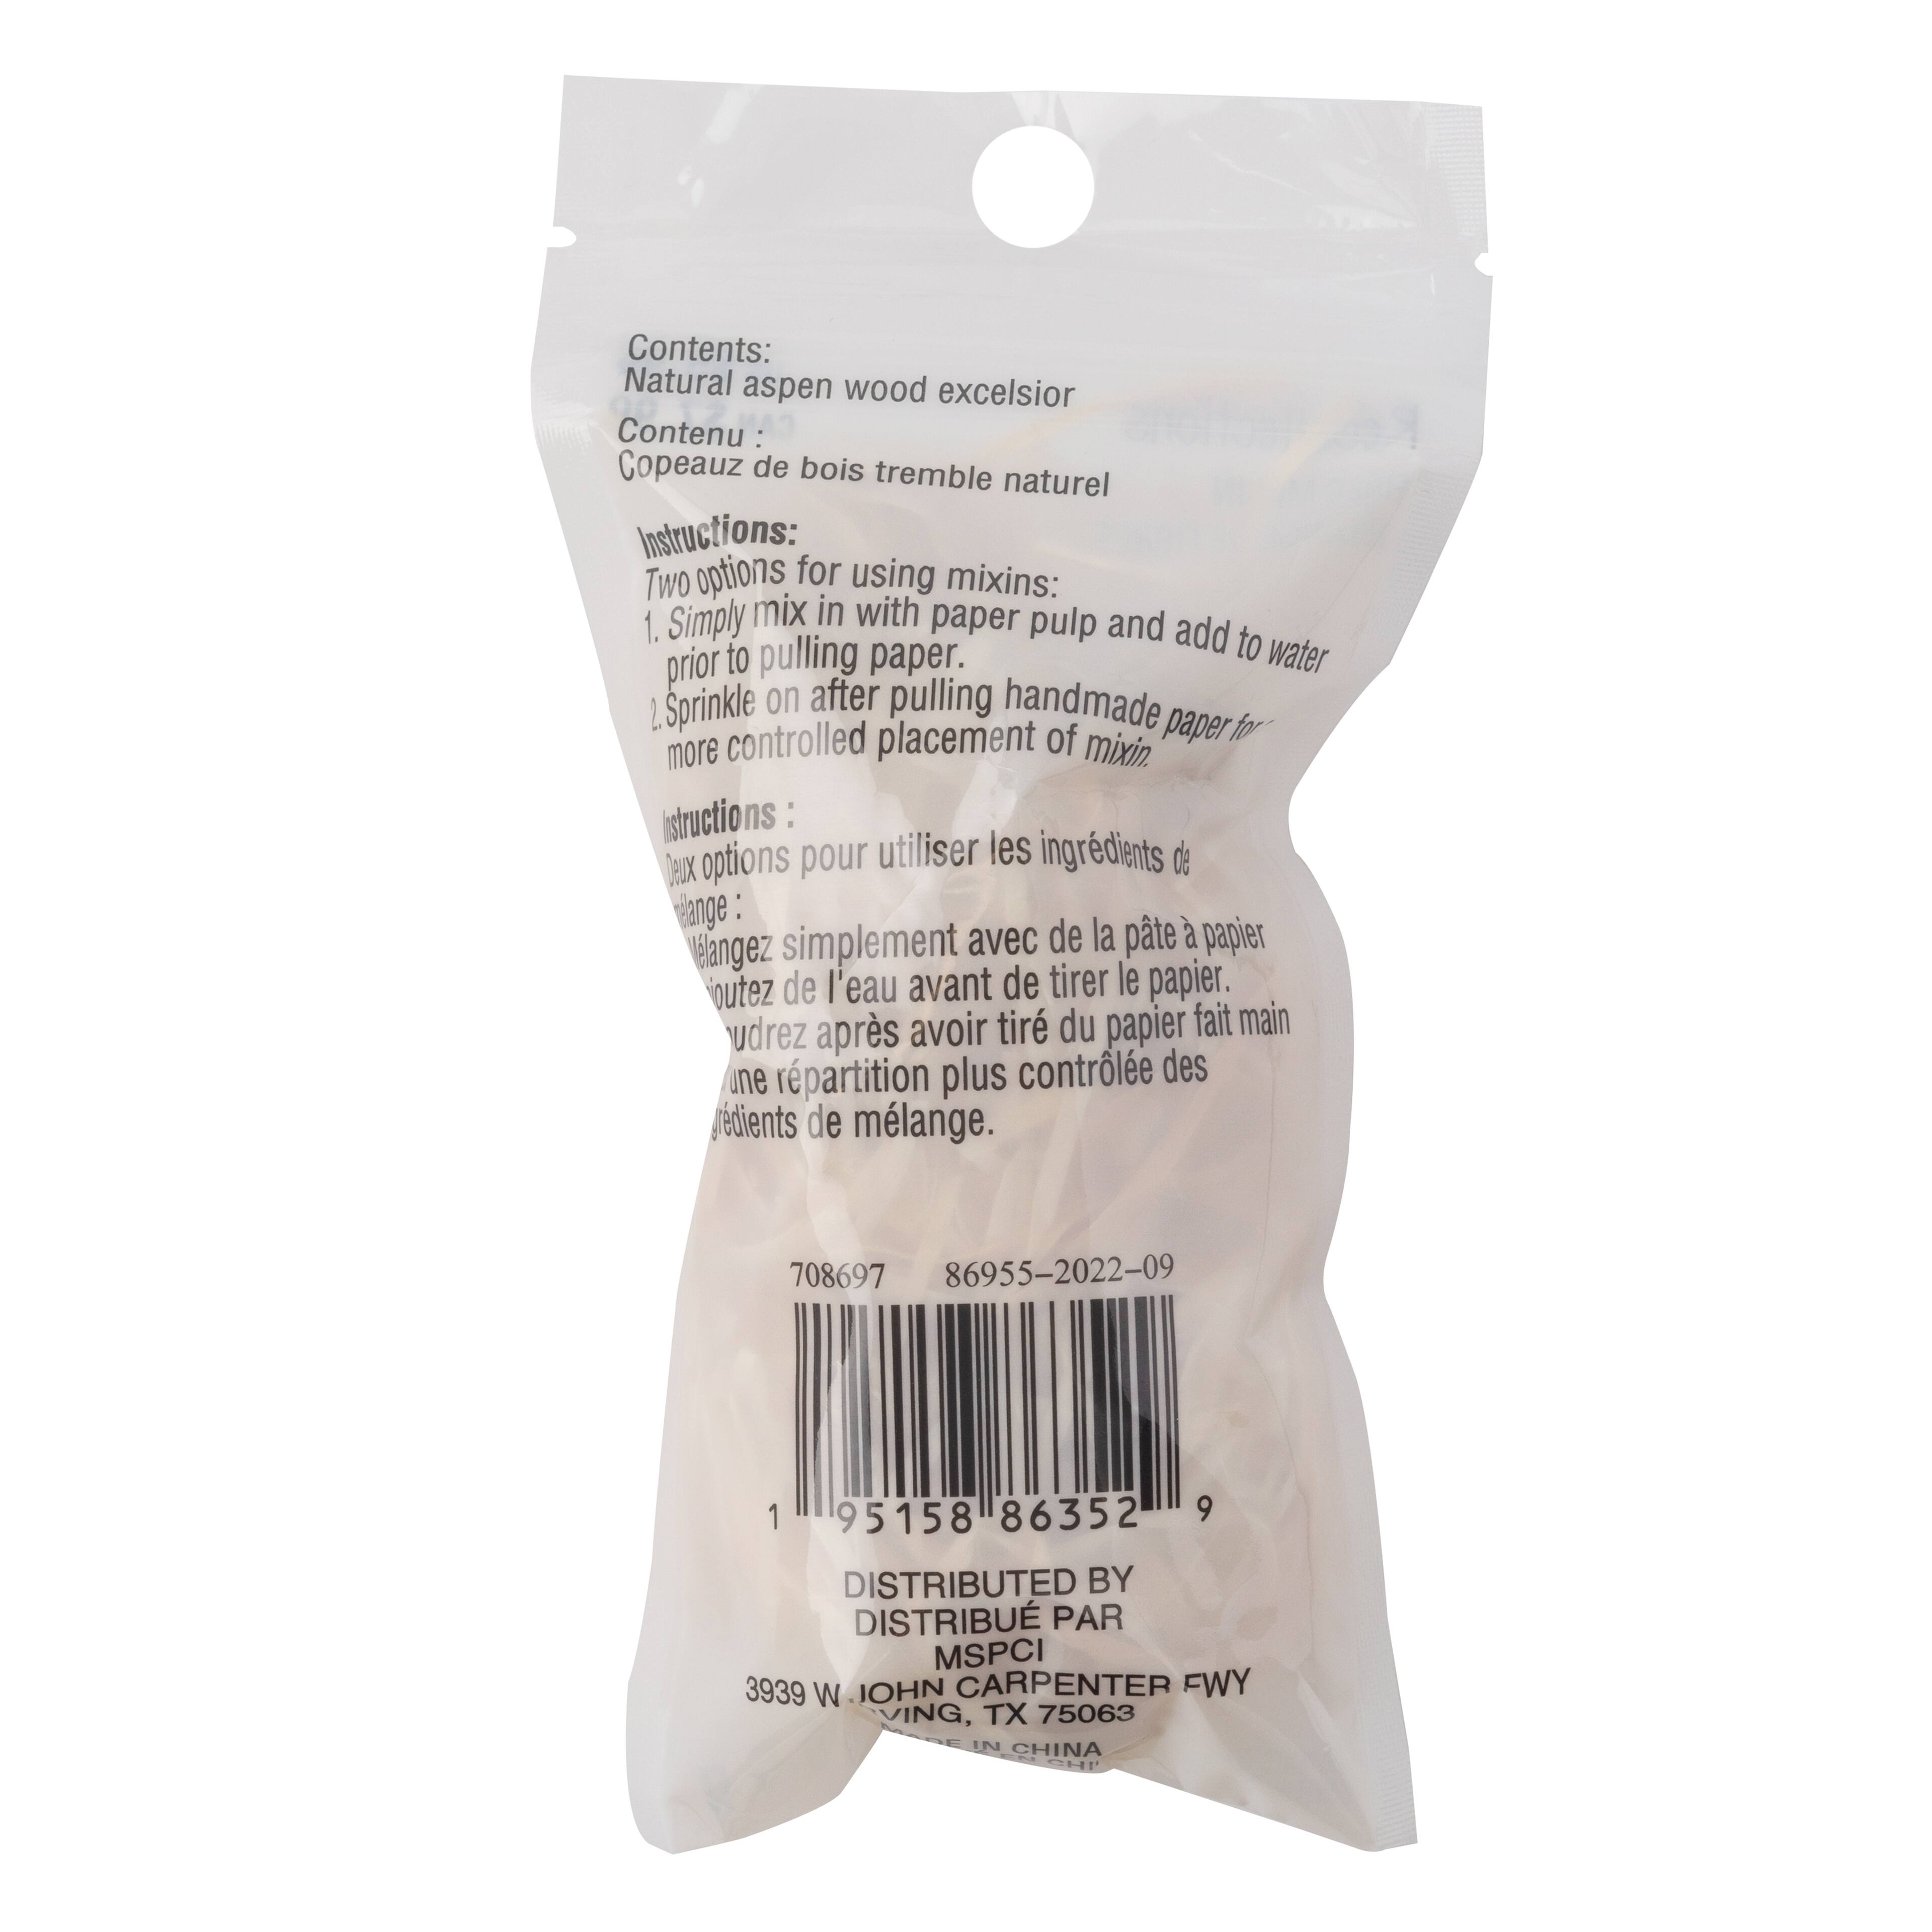 Contents:
Natural aspen wood excelsior
Contenu :
Copeauz de bois tremble naturel
Instructions:
Two options for using mixins:
1. Simply mix in with paper pulp and add to water
prior to pulling paper.
2. Sprinkle on after pulling handmade paper for
more controlled placement of mixin.
Instructions :
Deux options pour utiliser les ingrédients de
mélange :
Mélangez simplement avec de la pâte à papier
de l'eau avant de tirer le papier.
après avoir tiré du papier fait main
une répartition plus contrôlée des
de mélange.
708697 86955-2022-09
1 95158 86352 9
DISTRIBUTED BY
DISTRIBUÉ PAR
MSPCI
3939 W JOHN CARPENTER FWY
TX 75063
MADE IN CHINA
EN